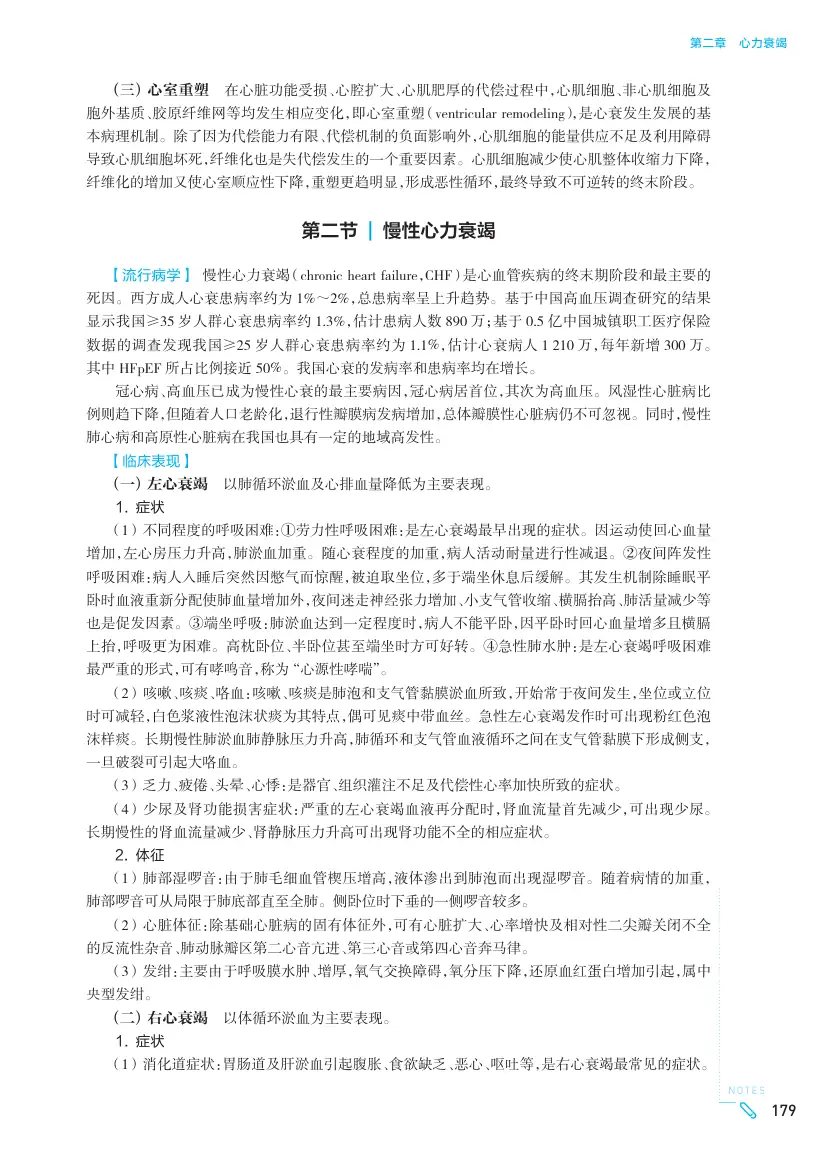 第二章 心力衰竭
（三）心室重塑 在心脏功能受损、心腔扩大、心肌肥厚的代偿过程中，心肌细胞、非心肌细胞及
胞外基质、胶原纤维网等均发生相应变化，即心室重塑（ventricular remodeling），是心衰发生发展的基
本病理机制。除了因为代偿能力有限、代偿机制的负面影响外，心肌细胞的能量供应不足及利用障碍
导致心肌细胞坏死，纤维化也是失代偿发生的一个重要因素。心肌细胞减少使心肌整体收缩力下降，
纤维化的增加又使心室顺应性下降，重塑更趋明显，形成恶性循环，最终导致不可逆转的终末阶段。
第二节 | 慢性心力衰竭
【流行病学】 慢性心力衰竭（chronic heart failure，CHF）是心血管疾病的终末期阶段和最主要的
死因。西方成人心衰患病率约为 1%～2%，总患病率呈上升趋势。基于中国高血压调查研究的结果
显示我国≥35 岁人群心衰患病率约 1.3%，估计患病人数 890 万；基于 0.5 亿中国城镇职工医疗保险
数据的调查发现我国≥25 岁人群心衰患病率约为 1.1%，估计心衰病人 1 210 万，每年新增 300 万。
其中 HFpEF 所占比例接近 50%。我国心衰的发病率和患病率均在增长。
冠心病、高血压已成为慢性心衰的最主要病因，冠心病居首位，其次为高血压。风湿性心脏病比
例则趋下降，但随着人口老龄化，退行性瓣膜病发病增加，总体瓣膜性心脏病仍不可忽视。同时，慢性
肺心病和高原性心脏病在我国也具有一定的地域高发性。
【临床表现】
（一）左心衰竭 以肺循环淤血及心排血量降低为主要表现。
1. 症状
（1）不同程度的呼吸困难：①劳力性呼吸困难：是左心衰竭最早出现的症状。因运动使回心血量
增加，左心房压力升高，肺淤血加重。随心衰程度的加重，病人活动耐量进行性减退。②夜间阵发性
呼吸困难：病人入睡后突然因憋气而惊醒，被迫取坐位，多于端坐休息后缓解。其发生机制除睡眠平
卧时血液重新分配使肺血量增加外，夜间迷走神经张力增加、小支气管收缩、横膈抬高、肺活量减少等
也是促发因素。③端坐呼吸：肺淤血达到一定程度时，病人不能平卧，因平卧时回心血量增多且横膈
上抬，呼吸更为困难。高枕卧位、半卧位甚至端坐时方可好转。④急性肺水肿：是左心衰竭呼吸困难
最严重的形式，可有哮鸣音，称为“心源性哮喘”。
（2）咳嗽、咳痰、咯血：咳嗽、咳痰是肺泡和支气管黏膜淤血所致，开始常于夜间发生，坐位或立位
时可减轻，白色浆液性泡沫状痰为其特点，偶可见痰中带血丝。急性左心衰竭发作时可出现粉红色泡
沫样痰。长期慢性肺淤血肺静脉压力升高，肺循环和支气管血液循环之间在支气管黏膜下形成侧支，
一旦破裂可引起大咯血。
（3）乏力、疲倦、头晕、心悸：是器官、组织灌注不足及代偿性心率加快所致的症状。
（4）少尿及肾功能损害症状：严重的左心衰竭血液再分配时，肾血流量首先减少，可出现少尿。
长期慢性的肾血流量减少、肾静脉压力升高可出现肾功能不全的相应症状。
2. 体征
（1）肺部湿啰音：由于肺毛细血管楔压增高，液体渗出到肺泡而出现湿啰音。随着病情的加重，
肺部啰音可从局限于肺底部直至全肺。侧卧位时下垂的一侧啰音较多。
（2）心脏体征：除基础心脏病的固有体征外，可有心脏扩大、心率增快及相对性二尖瓣关闭不全
的反流性杂音、肺动脉瓣区第二心音亢进、第三心音或第四心音奔马律。
（3）发绀：主要由于呼吸膜水肿、增厚，氧气交换障碍，氧分压下降，还原血红蛋白增加引起，属中
央型发绀。
（二）右心衰竭 以体循环淤血为主要表现。
1. 症状
（1）消化道症状：胃肠道及肝淤血引起腹胀、食欲缺乏、恶心、呕吐等，是右心衰竭最常见的症状。
NOTES
179